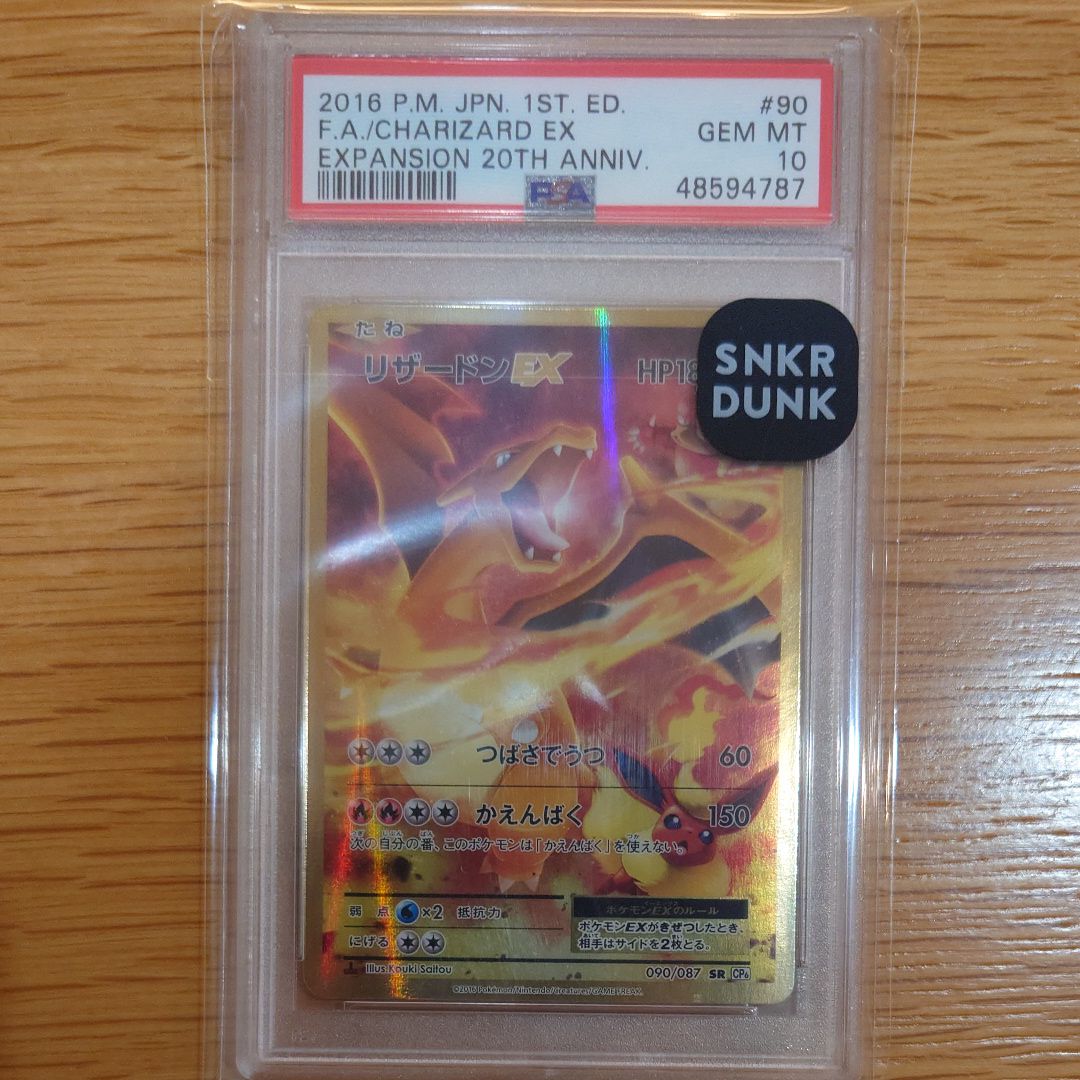 2016 P.M. JPN. 1ST. ED. #90
F.A./CHARIZARD EX GEM MT
EXPANSION 20TH ANNIV. 10
PSA 48594787
SNKR
DUNK
たね
リザードンEX HP18
つばさでうつ 60
かえんばく 150
次の自分の番、このポケモンは「かえんばく」を使えない。
弱点 ×2 抵抗力
にげる
ポケモンEXのルール
ポケモンEXがきぜつしたとき、
相手はサイドを2枚とる。
Illus.Kouki Saitou 090/087 SR CP6
©2016 Pokémon/Nintendo/Creatures/GAME FREAK.